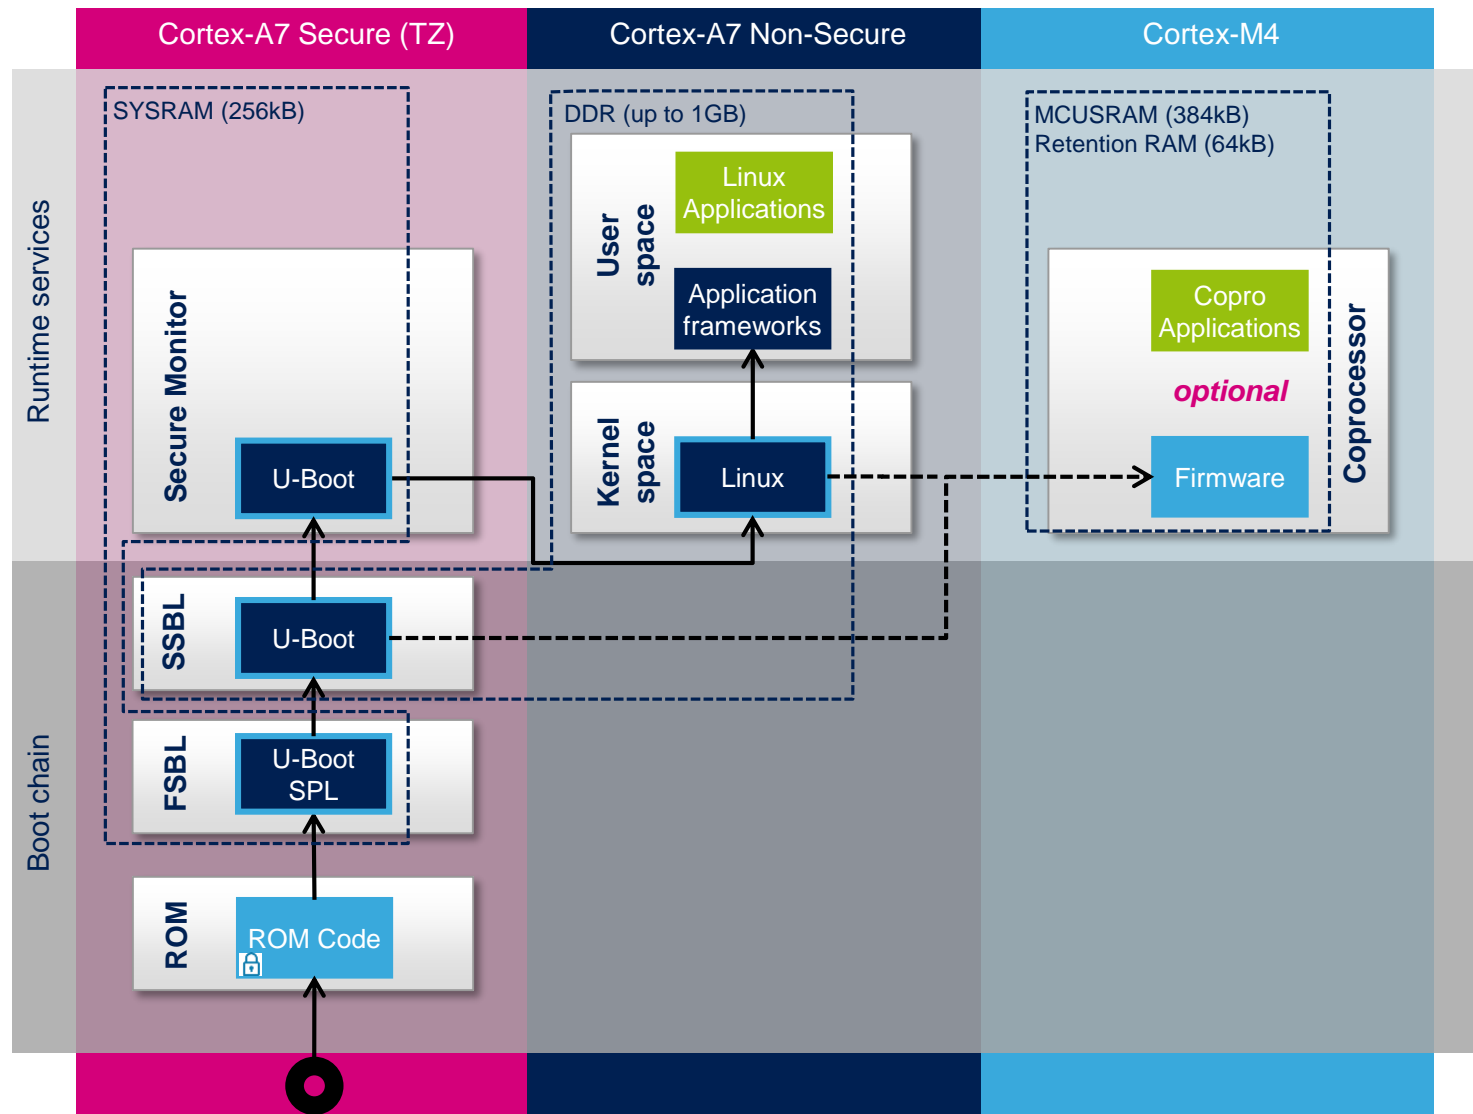 Cortex-A7 Secure (TZ)
Cortex-A7 Non-Secure
Cortex-M4
Runtime services
SYSRAM (256kB)
Secure Monitor
U-Boot
DDR (up to 1GB)
User
space
Linux
Applications
Application
frameworks
Kernel
space
Linux
MCUSRAM (384kB)
Retention RAM (64kB)
Copro
Applications
optional
Firmware
Coprocessor
Boot chain
SSBL
U-Boot
FSBL
U-Boot
SPL
ROM
ROM Code